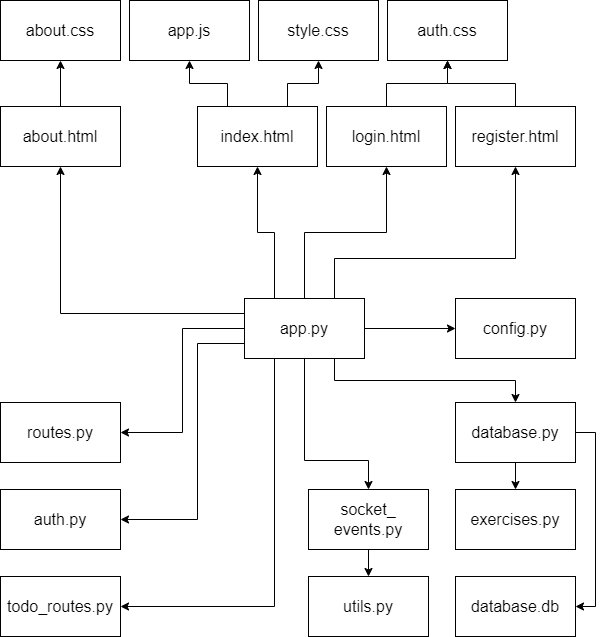 about.css
app.js
style.css
auth.css
about.html
index.html
login.html
register.html
app.py
config.py
routes.py
database.py
auth.py
socket_
events.py
exercises.py
todo_routes.py
utils.py
database.db